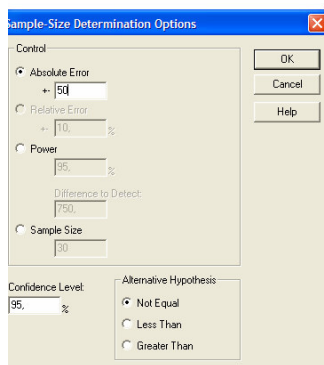 Sample-Size Determination Options
Control
Absolute Error
+- 50
Relative Error
+- 10, %
Power
95, %
Difference to Detect:
750,
Sample Size
30
OK
Cancel
Help
Confidence Level:
95, %
Alternative Hypothesis
Not Equal
Less Than
Greater Than